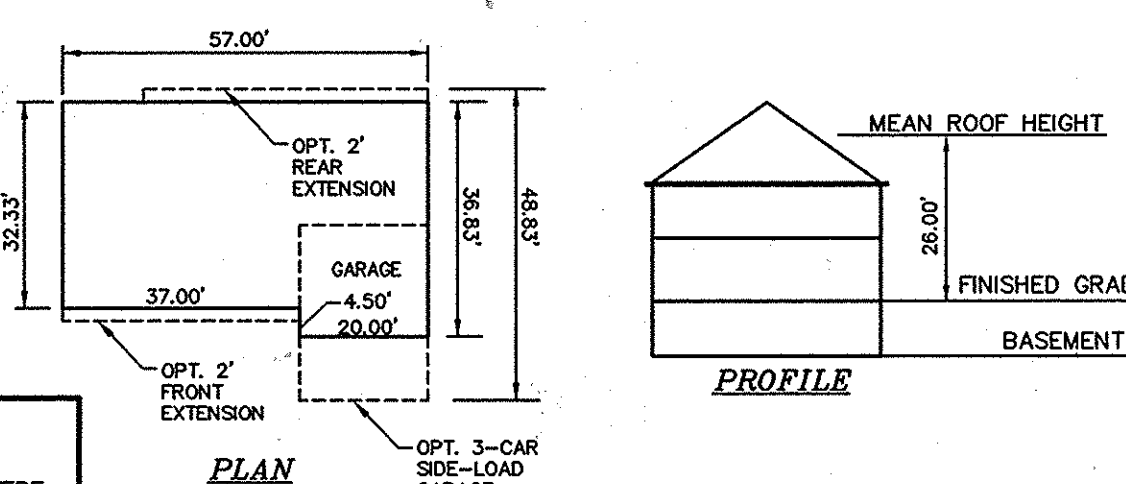 57.00'
OPT. 2'
REAR
EXTENSION
32.33'
36.83'
48.83'
GARAGE
37.00'
4.50'
20.00'
OPT. 2'
FRONT
EXTENSION
OPT. 3-CAR
SIDE-LOAD
PLAN
MEAN ROOF HEIGHT
26.00'
FINISHED GRAD
BASEMENT
PROFILE